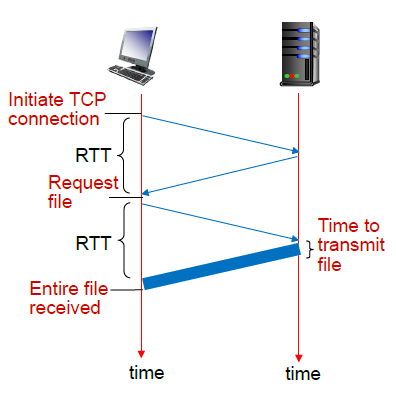 Initiate TCP
connection
RTT
Request
file
RTT
Time to
transmit
file
Entire file
received
time
time